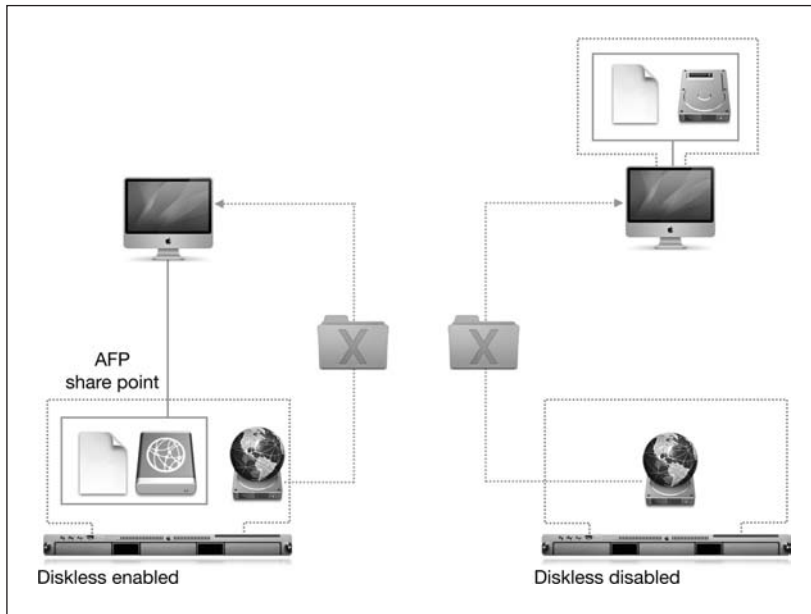 AFP
share point
X
X
Diskless enabled
Diskless disabled